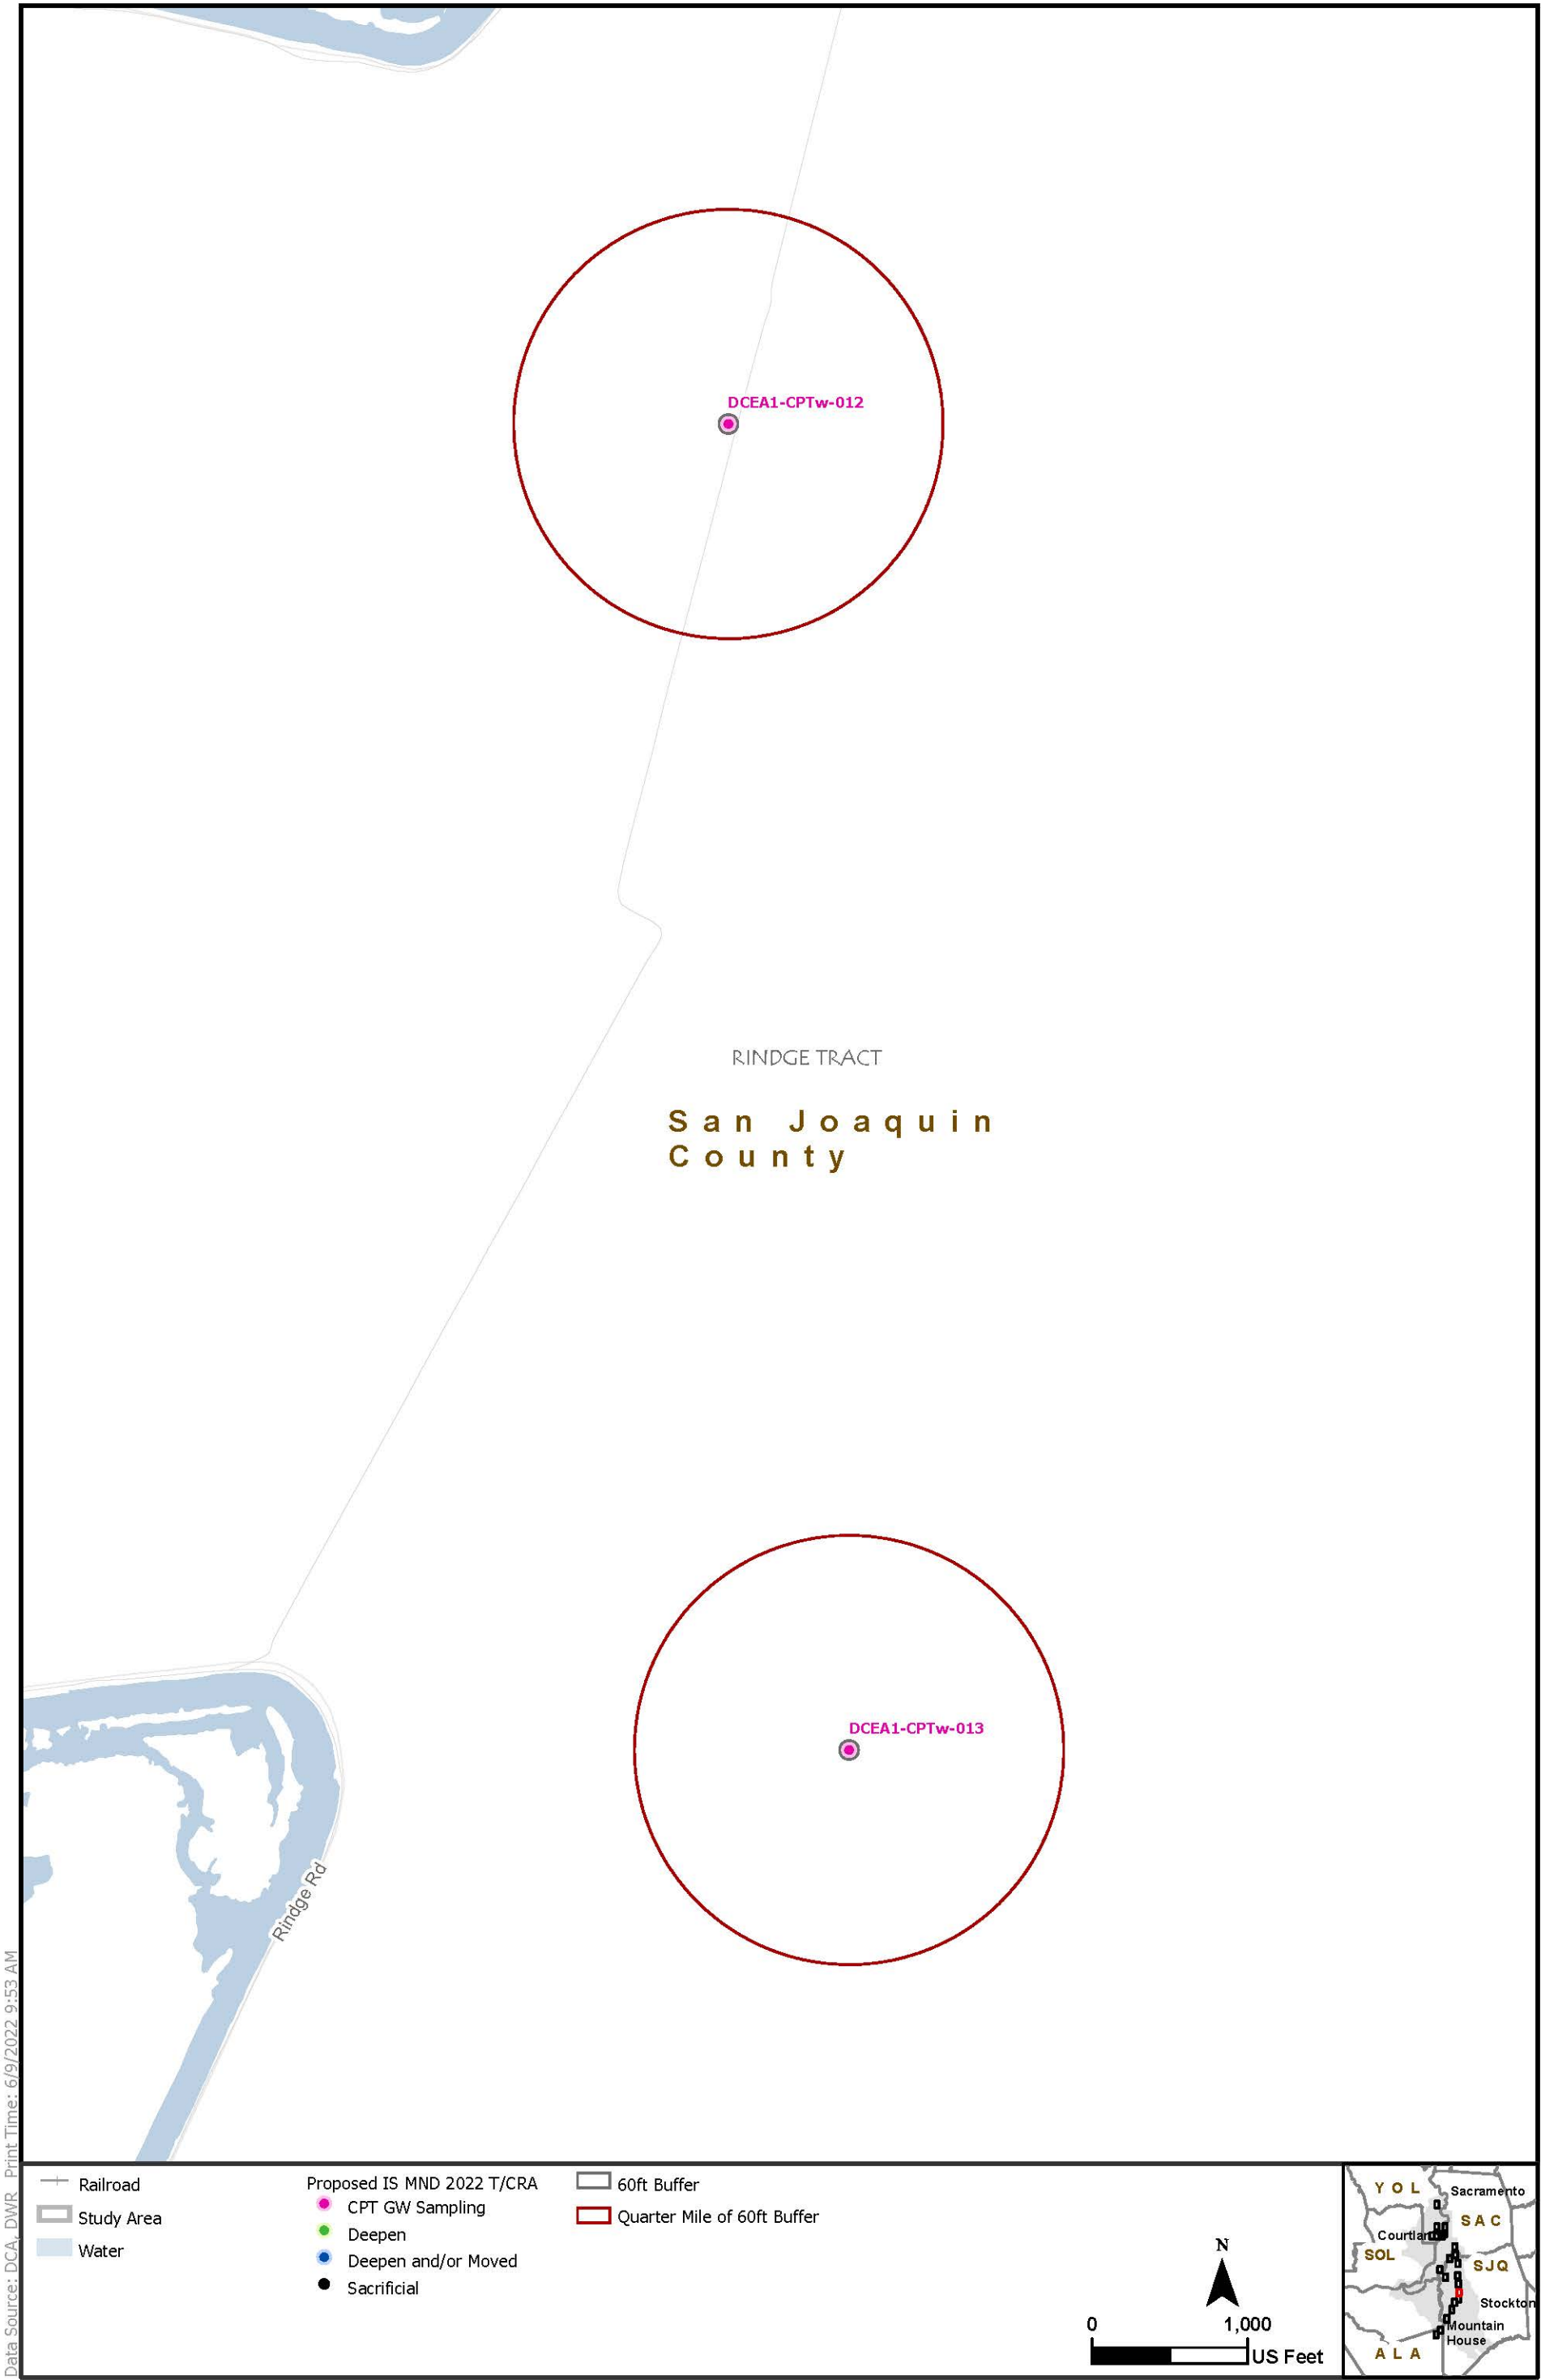 DCEA1-CPTw-012
RINDGE TRACT
San Joaquin
County
DCEA1-CPTw-013
Rindge Rd
Data Source: DCA, DWR Print Time: 6/9/2022 9:53 AM
Railroad
Study Area
Water
Proposed IS MND 2022 T/CRA
CPT GW Sampling
Deepen
Deepen and/or Moved
Sacrificial
60ft Buffer
Quarter Mile of 60ft Buffer
N
0 1,000
US Feet
YOL
Sacramento
SAC
Courtlan
SOL
SJQ
Stockton
Mountain
House
ALA